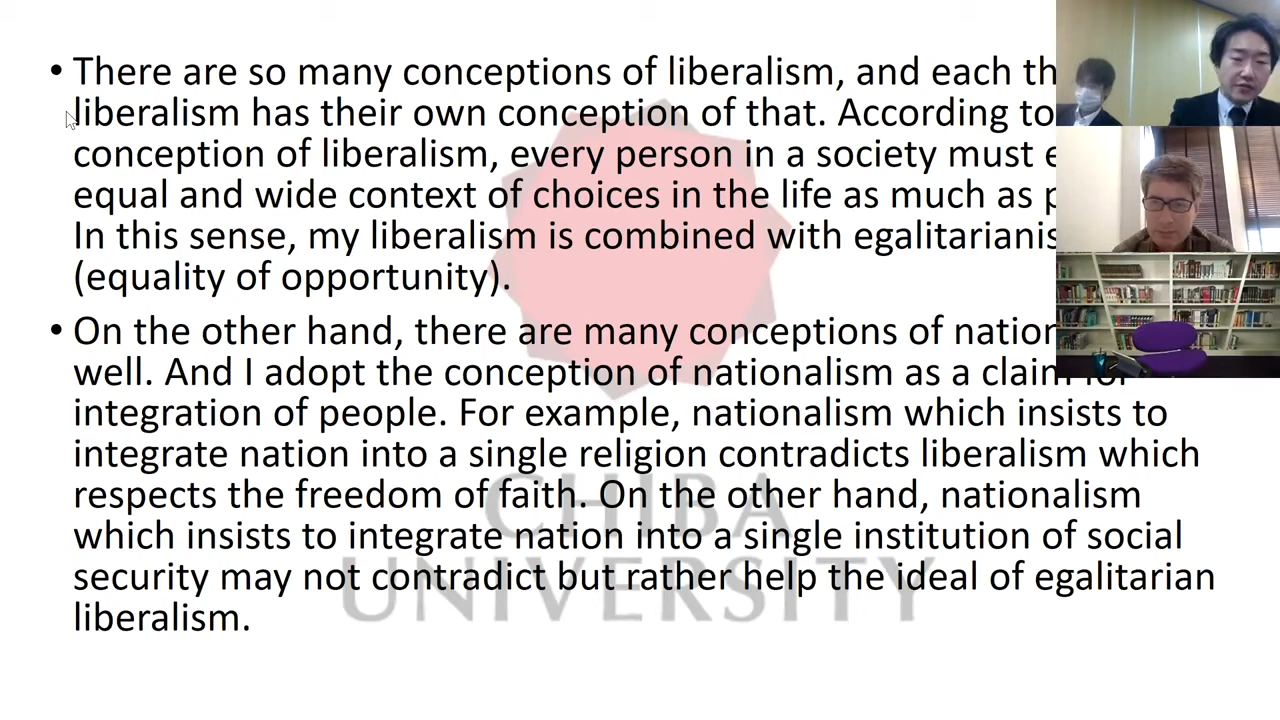 • There are so many conceptions of liberalism, and each
liberalism has their own conception of that. According to
conception of liberalism, every person in a society must
equal and wide context of choices in the life as much as
In this sense, my liberalism is combined with
(equality of opportunity).
• On the other hand, there are many conceptions of
well. And I adopt the conception of nationalism as a claim for
integration of people. For example, nationalism which insists to
integrate nation into a single religion contradicts liberalism which
respects the freedom of faith. On the other hand, nationalism
which insists to integrate nation into a single institution of social
security may not contradict but rather help the ideal of egalitarian
liberalism.
CHIBA
UNIVERSITY